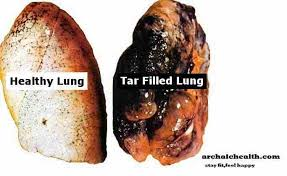 Healthy Lung
Tar Filled Lung
archaichealth.com
stay fit,feel happy